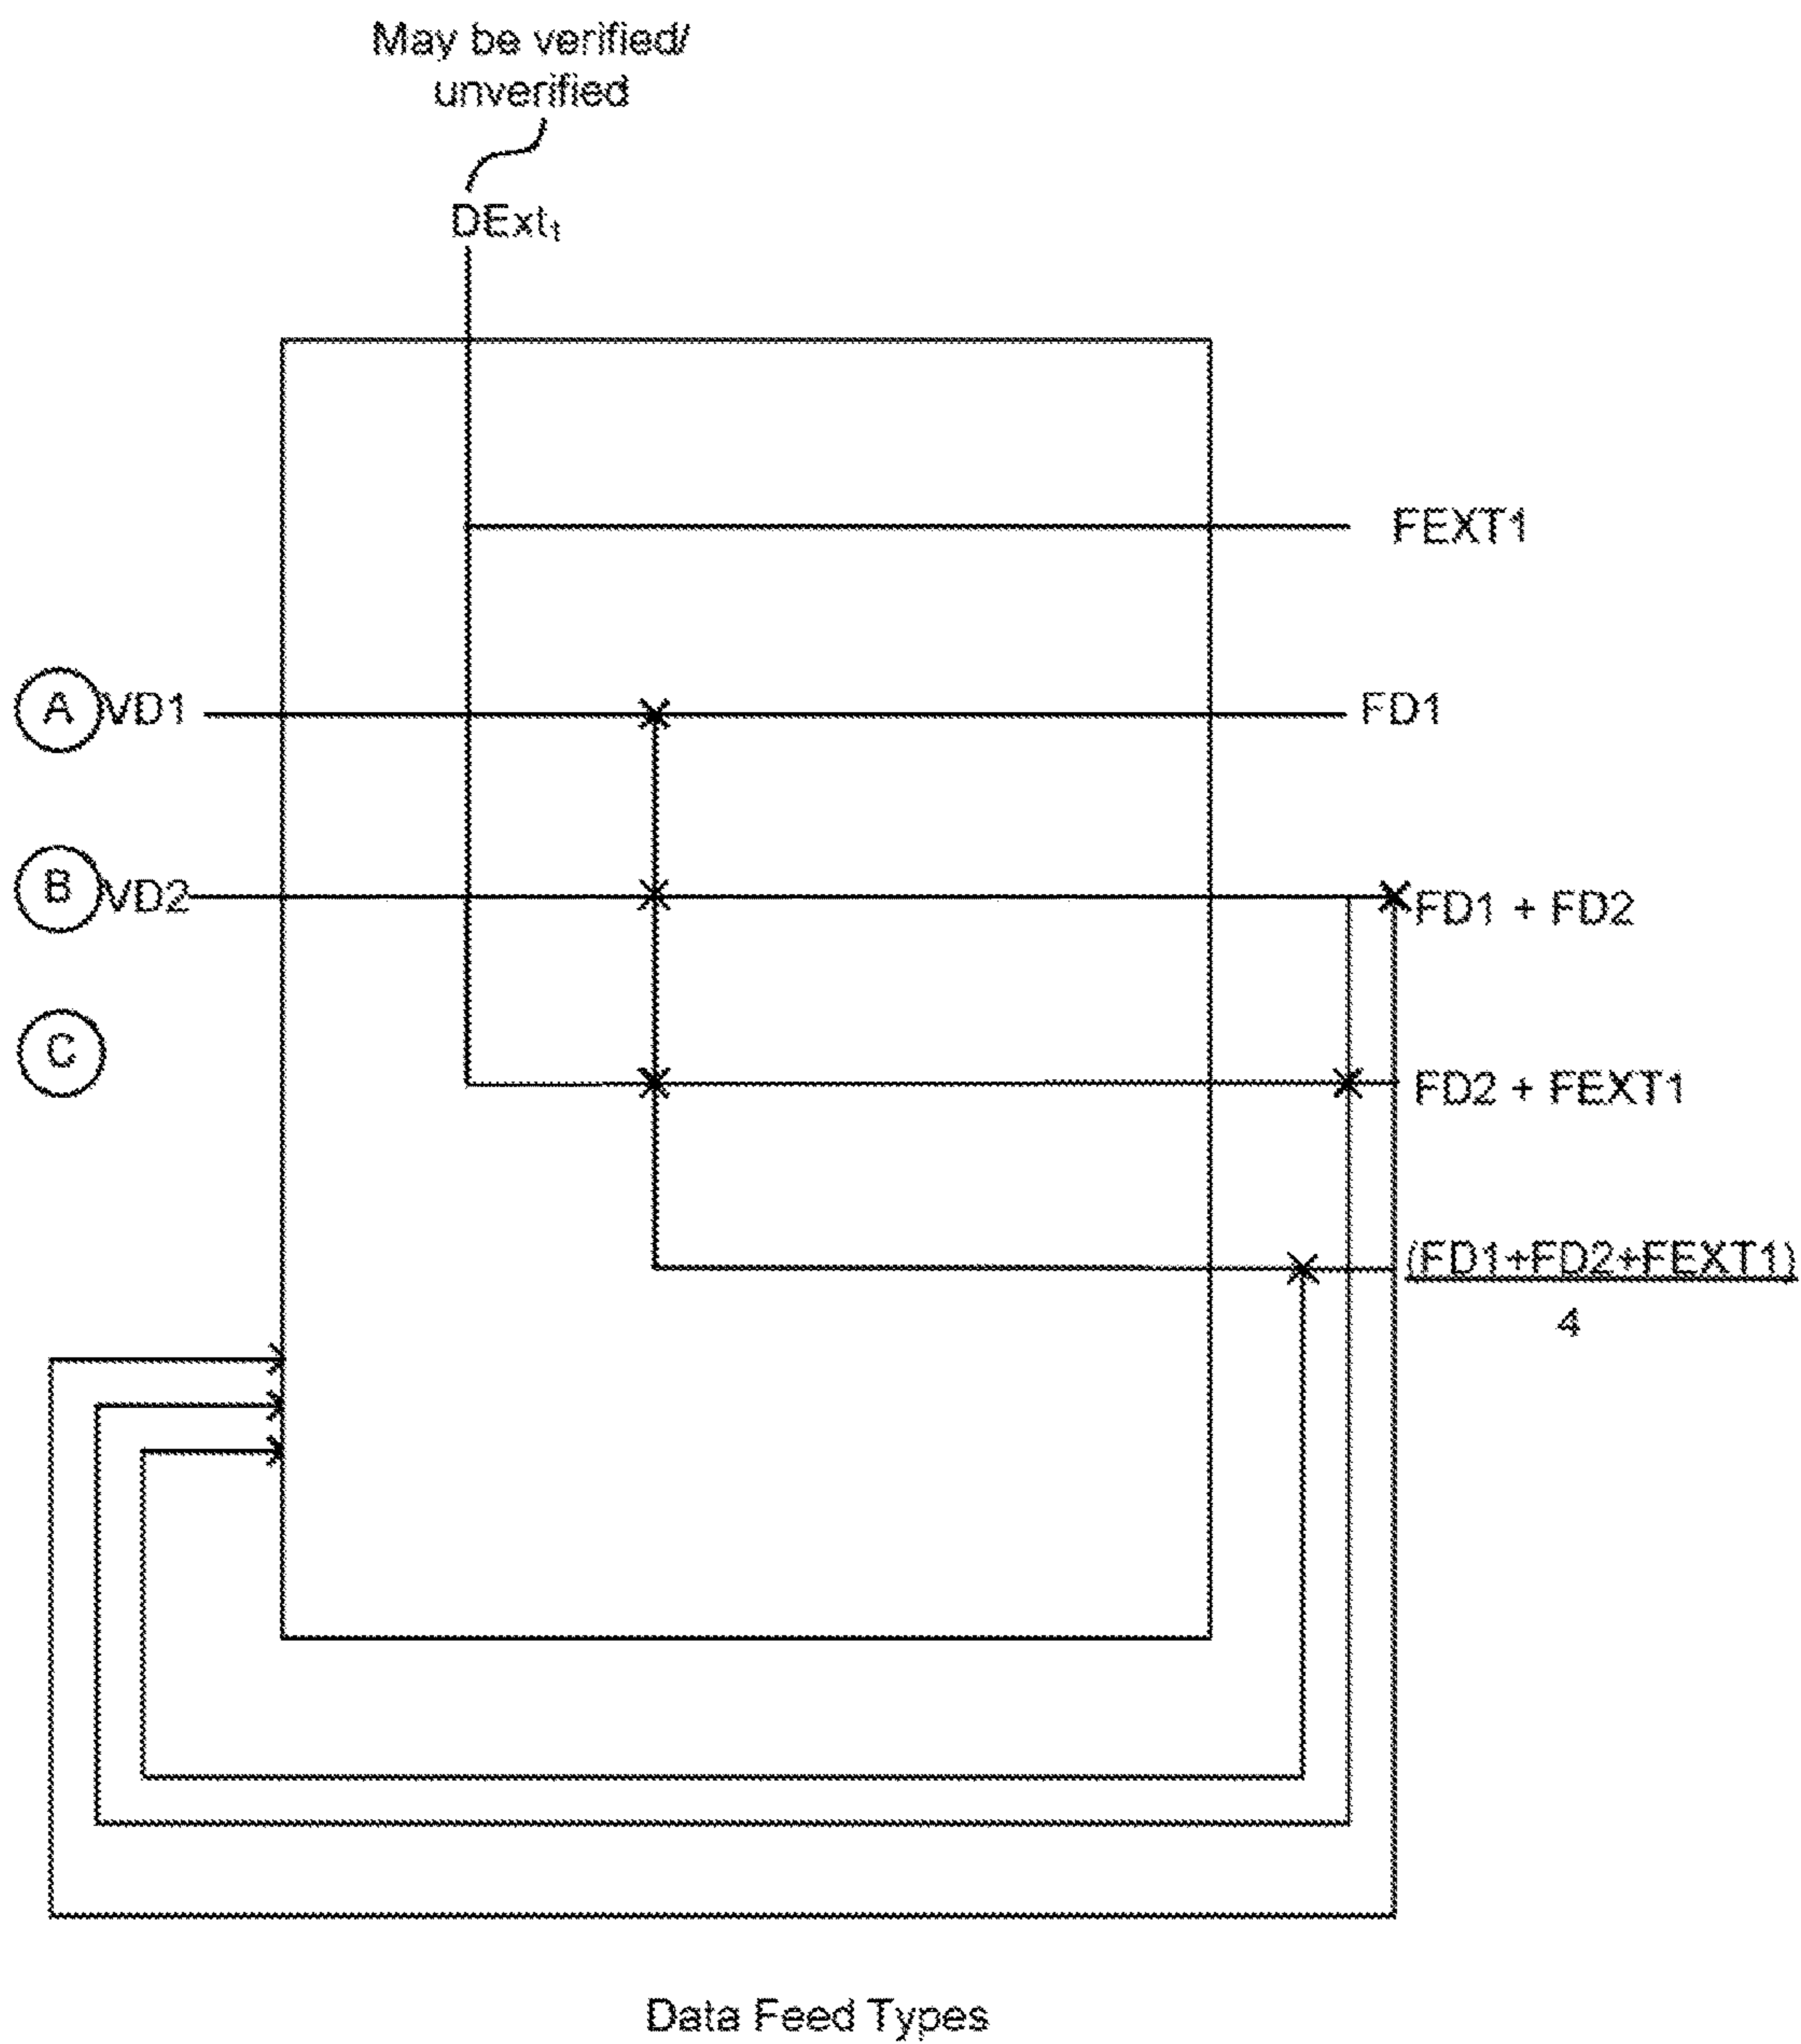 May be verified/
unverified
DExt₁
FEXT1
A VD1
FD1
B VD2
FD1 + FD2
C
FD2 + FEXT1
(FD1+FD2+FEXT1)
4
Data Feed Types